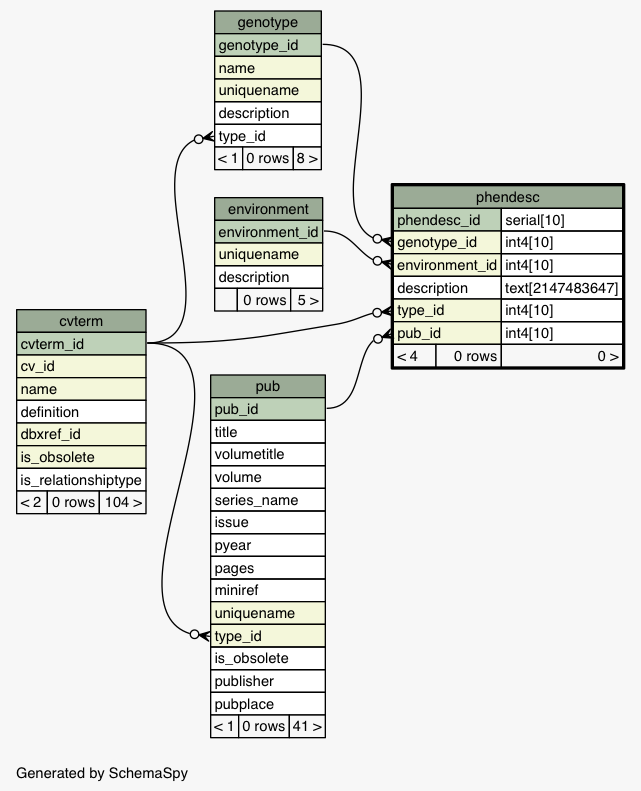 genotype
genotype_id
name
uniquename
description
type_id
< 1 0 rows 8 >
phendesc
phendesc_id serial[10]
genotype_id int4[10]
environment_id int4[10]
description text[2147483647]
type_id int4[10]
pub_id int4[10]
< 4 0 rows 0 >
environment
environment_id
uniquename
description
0 rows 5 >
cvterm
cvterm_id
cv_id
name
definition
dbxref_id
is_obsolete
is_relationshiptype
< 2 0 rows 104 >
pub
pub_id
title
volumetitle
volume
series_name
issue
pyear
pages
miniref
uniquename
type_id
is_obsolete
publisher
pubplace
< 1 0 rows 41 >
Generated by SchemaSpy